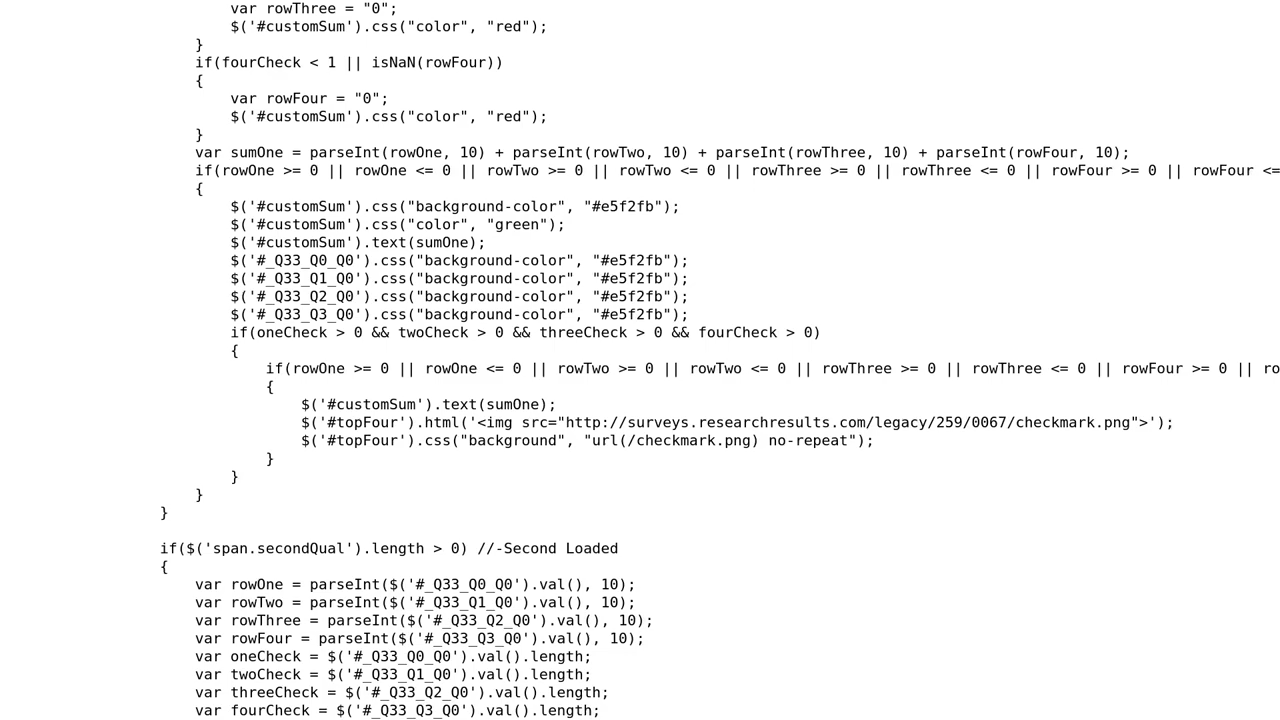 var rowThree = "0";
$('#customSum').css("color", "red");
}
if(fourCheck < 1 || isNaN(rowFour))
{
var rowFour = "0";
$('#customSum').css("color", "red");
}
var sumOne = parseInt(rowOne, 10) + parseInt(rowTwo, 10) + parseInt(rowThree, 10) + parseInt(rowFour, 10);
if(rowOne >= 0 || rowOne <= 0 || rowTwo >= 0 || rowTwo <= 0 || rowThree >= 0 || rowThree <= 0 || rowFour >= 0 || rowFour <=
{
$('#customSum').css("background-color", "#e5f2fb");
$('#customSum').css("color", "green");
$('#customSum').text(sumOne);
$('#_Q33_Q0_Q0').css("background-color", "#e5f2fb");
$('#_Q33_Q1_Q0').css("background-color", "#e5f2fb");
$('#_Q33_Q2_Q0').css("background-color", "#e5f2fb");
$('#_Q33_Q3_Q0').css("background-color", "#e5f2fb");
if(oneCheck > 0 && twoCheck > 0 && threeCheck > 0 && fourCheck > 0)
{
if(rowOne >= 0 || rowOne <= 0 || rowTwo >= 0 || rowTwo <= 0 || rowThree >= 0 || rowThree <= 0 || rowFour >= 0 || ro
{
$('#customSum').text(sumOne);
$('#topFour').html('<img src="http://surveys.researchresults.com/legacy/259/0067/checkmark.png">');
$('#topFour').css("background", "url(/checkmark.png) no-repeat");
}
}
}
}
if($('span.secondQual').length > 0) //-Second Loaded
{
var rowOne = parseInt($('#_Q33_Q0_Q0').val(), 10);
var rowTwo = parseInt($('#_Q33_Q1_Q0').val(), 10);
var rowThree = parseInt($('#_Q33_Q2_Q0').val(), 10);
var rowFour = parseInt($('#_Q33_Q3_Q0').val(), 10);
var oneCheck = $('#_Q33_Q0_Q0').val().length;
var twoCheck = $('#_Q33_Q1_Q0').val().length;
var threeCheck = $('#_Q33_Q2_Q0').val().length;
var fourCheck = $('#_Q33_Q3_Q0').val().length;